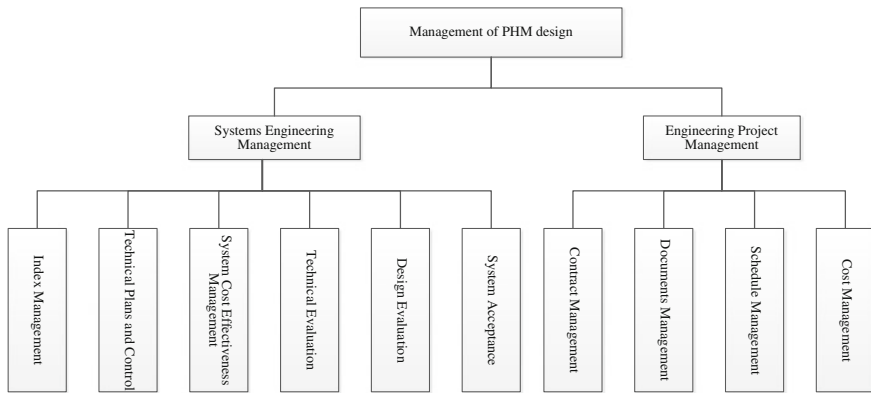 Management of PHM design
Systems Engineering
Management
Engineering Project
Management
Index Management
Technical Plans and Control
System Cost Effectiveness
Management
Technical Evaluation
Design Evaluation
System Acceptance
Contract Management
Documents Management
Schedule Management
Cost Management